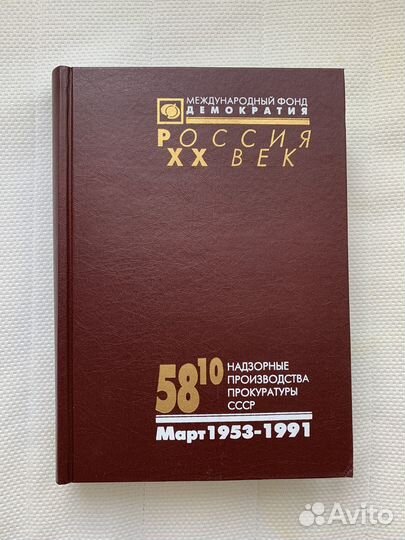 МЕЖДУНАРОДНЫЙ ФОНД
ДЕМОКРАТИЯ
РОССИЯ
XX ВЕК
58¹⁰
НАДЗОРНЫЕ
ПРОИЗВОДСТВА
ПРОКУРАТУРЫ
СССР
Март 1953-1991
Avito